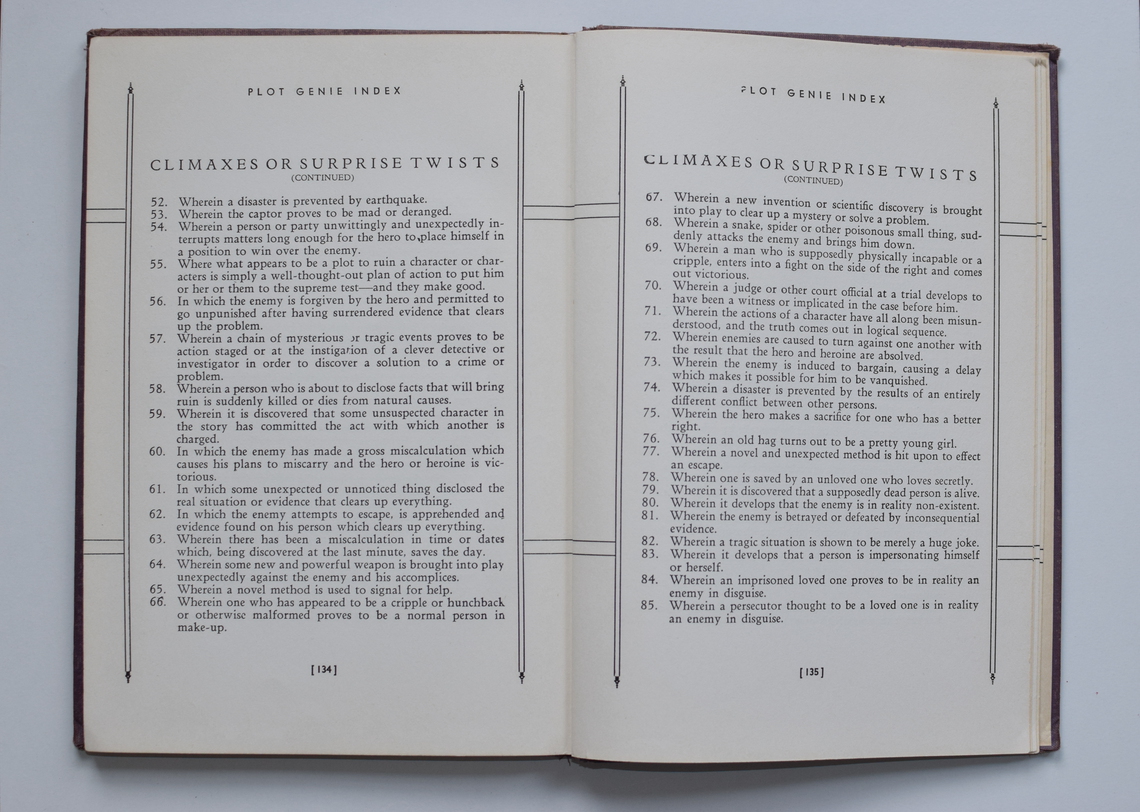 PLOT GENIE INDEX
CLIMAXES OR SURPRISE TWISTS
(CONTINUED)
52. Wherein a disaster is prevented by earthquake.
53. Wherein the captor proves to be mad or deranged.
54. Wherein a person or party unwittingly and unexpectedly in-
terrupts matters long enough for the hero to place himself in
a position to win over the enemy.
55. Where what appears to be a plot to ruin a character or char-
acters is simply a well-thought-out plan of action to put him
or her or them to the supreme test—and they make good.
56. In which the enemy is forgiven by the hero and permitted to
go unpunished after having surrendered evidence that clears
up the problem.
57. Wherein a chain of mysterious or tragic events proves to be
action staged or at the instigation of a clever detective or
investigator in order to discover a solution to a crime or
problem.
58. Wherein a person who is about to disclose facts that will bring
ruin is suddenly killed or dies from natural causes.
59. Wherein it is discovered that some unsuspected character in
the story has committed the act with which another is
charged.
60. In which the enemy has made a gross miscalculation which
causes his plans to miscarry and the hero or heroine is vic-
torious.
61. In which some unexpected or unnoticed thing disclosed the
real situation or evidence that clears up everything.
62. In which the enemy attempts to escape, is apprehended and
evidence found on his person which clears up everything.
63. Wherein there has been a miscalculation in time or dates
which, being discovered at the last minute, saves the day.
64. Wherein some new and powerful weapon is brought into play
unexpectedly against the enemy and his accomplices.
65. Wherein a novel method is used to signal for help.
66. Wherein one who has appeared to be a cripple or hunchback
or otherwise malformed proves to be a normal person in
make-up.
[134]
PLOT GENIE INDEX
CLIMAXES OR SURPRISE TWISTS
(CONTINUED)
67. Wherein a new invention or scientific discovery is brought
into play to clear up a mystery or solve a problem.
68. Wherein a snake, spider or other poisonous small thing, sud-
denly attacks the enemy and brings him down.
69. Wherein a man who is supposedly physically incapable or a
cripple, enters into a fight on the side of the right and comes
out victorious.
70. Wherein a judge or other court official at a trial develops to
have been a witness or implicated in the case before him.
71. Wherein the actions of a character have all along been misun-
derstood, and the truth comes out in logical sequence.
72. Wherein enemies are caused to turn against one another with
the result that the hero and heroine are absolved.
73. Wherein the enemy is induced to bargain, causing a delay
which makes it possible for him to be vanquished.
74. Wherein a disaster is prevented by the results of an entirely
different conflict between other persons.
75. Wherein the hero makes a sacrifice for one who has a better
right.
76. Wherein an old hag turns out to be a pretty young girl.
77. Wherein a novel and unexpected method is hit upon to effect
an escape.
78. Wherein one is saved by an unloved one who loves secretly.
79. Wherein it is discovered that a supposedly dead person is alive.
80. Wherein it develops that the enemy is in reality non-existent.
81. Wherein the enemy is betrayed or defeated by inconsequential
evidence.
82. Wherein a tragic situation is shown to be merely a huge joke.
83. Wherein it develops that a person is impersonating himself
or herself.
84. Wherein an imprisoned loved one proves to be in reality an
enemy in disguise.
85. Wherein a persecutor thought to be a loved one is in reality
an enemy in disguise.
[135]